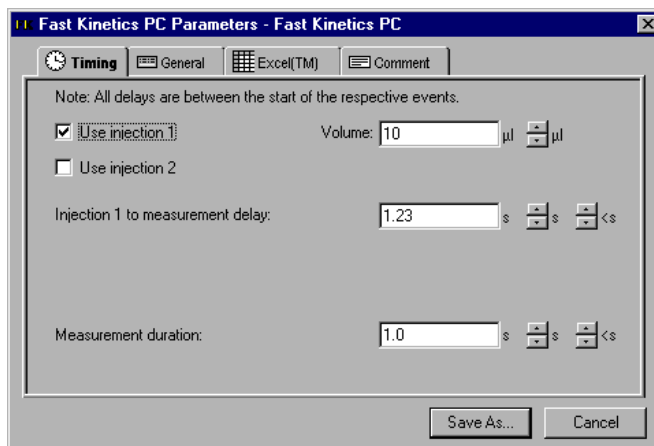 Fast Kinetics PC Parameters - Fast Kinetics PC
Timing General Excel(TM) Comment
Note: All delays are between the start of the respective events.
Use injection 1 Volume: 10 µl µl
Use injection 2
Injection 1 to measurement delay: 1.23 s s <s
Measurement duration: 1.0 s s <s
Save As... Cancel